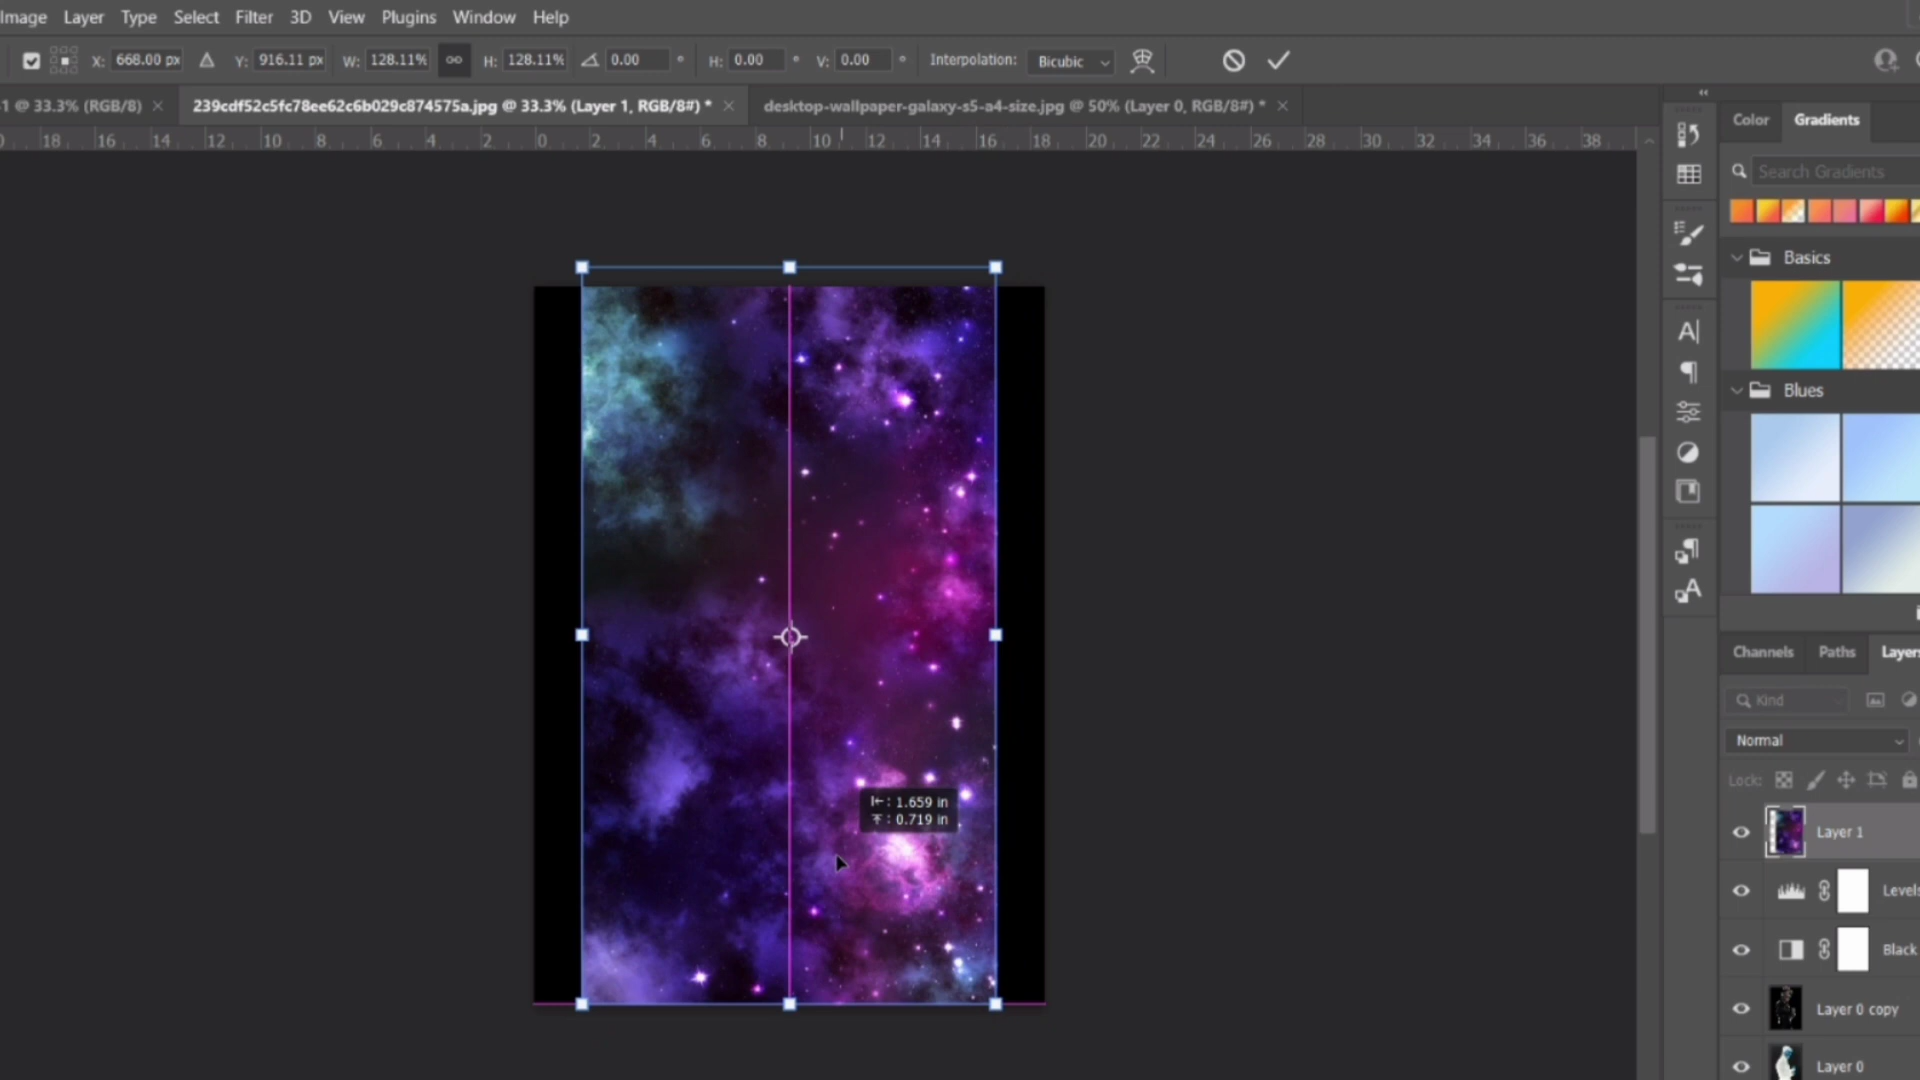 Image Layer Type Select Filter 3D View Plugins Window Help
X: 668.00 px Y: 916.11 px W: 128.11% H: 128.11% 0.00 ° H: 0.00 ° V: 0.00 ° Interpolation: Bicubic
1 @ 33.3% (RGB/8) × 239cdf52c5fc78ee62c6b029c874575a.jpg @ 33.3% (Layer 1, RGB/8#) * × desktop-wallpaper-galaxy-s5-a4-size.jpg @ 50% (Layer 0, RGB/8#) * ×
18 16 14 12 10 8 6 4 2 0 2 4 6 8 10 12 14 16 18 20 22 24 26 28 30 32 34 36 38
Color Gradients
Search Gradients
Basics
Blues
1.659 in
0.719 in
Channels Paths Layers
Kind
Normal
Lock:
Layer 1
Levels
Black
Layer 0 copy
Layer 0